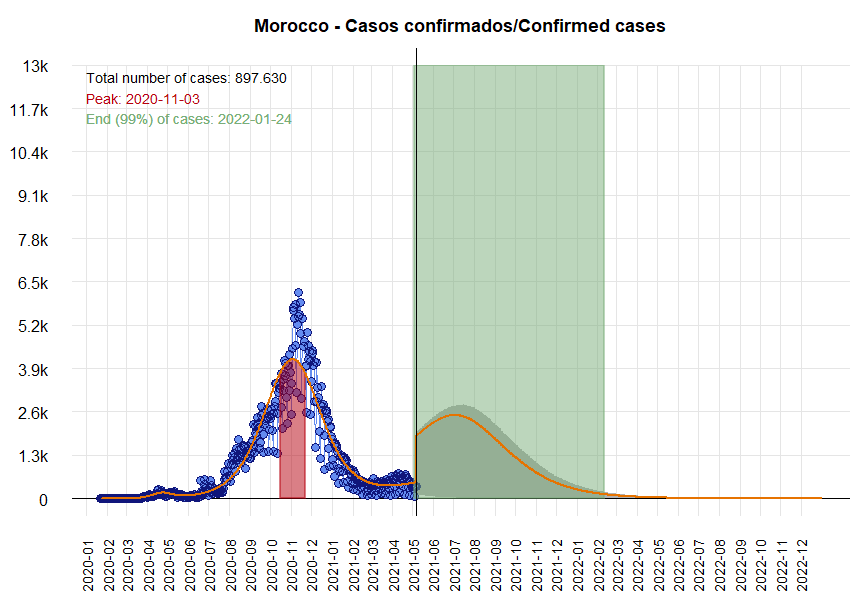 Morocco - Casos confirmados/Confirmed cases
13k
11.7k
10.4k
9.1k
7.8k
6.5k
5.2k
3.9k
2.6k
1.3k
0
Total number of cases: 897.630
Peak: 2020-11-03
End (99%) of cases: 2022-01-24
2020-01
2020-02
2020-03
2020-04
2020-05
2020-06
2020-07
2020-08
2020-09
2020-10
2020-11
2020-12
2021-01
2021-02
2021-03
2021-04
2021-05
2021-06
2021-07
2021-08
2021-09
2021-10
2021-11
2021-12
2022-01
2022-02
2022-03
2022-04
2022-05
2022-06
2022-07
2022-08
2022-09
2022-10
2022-11
2022-12